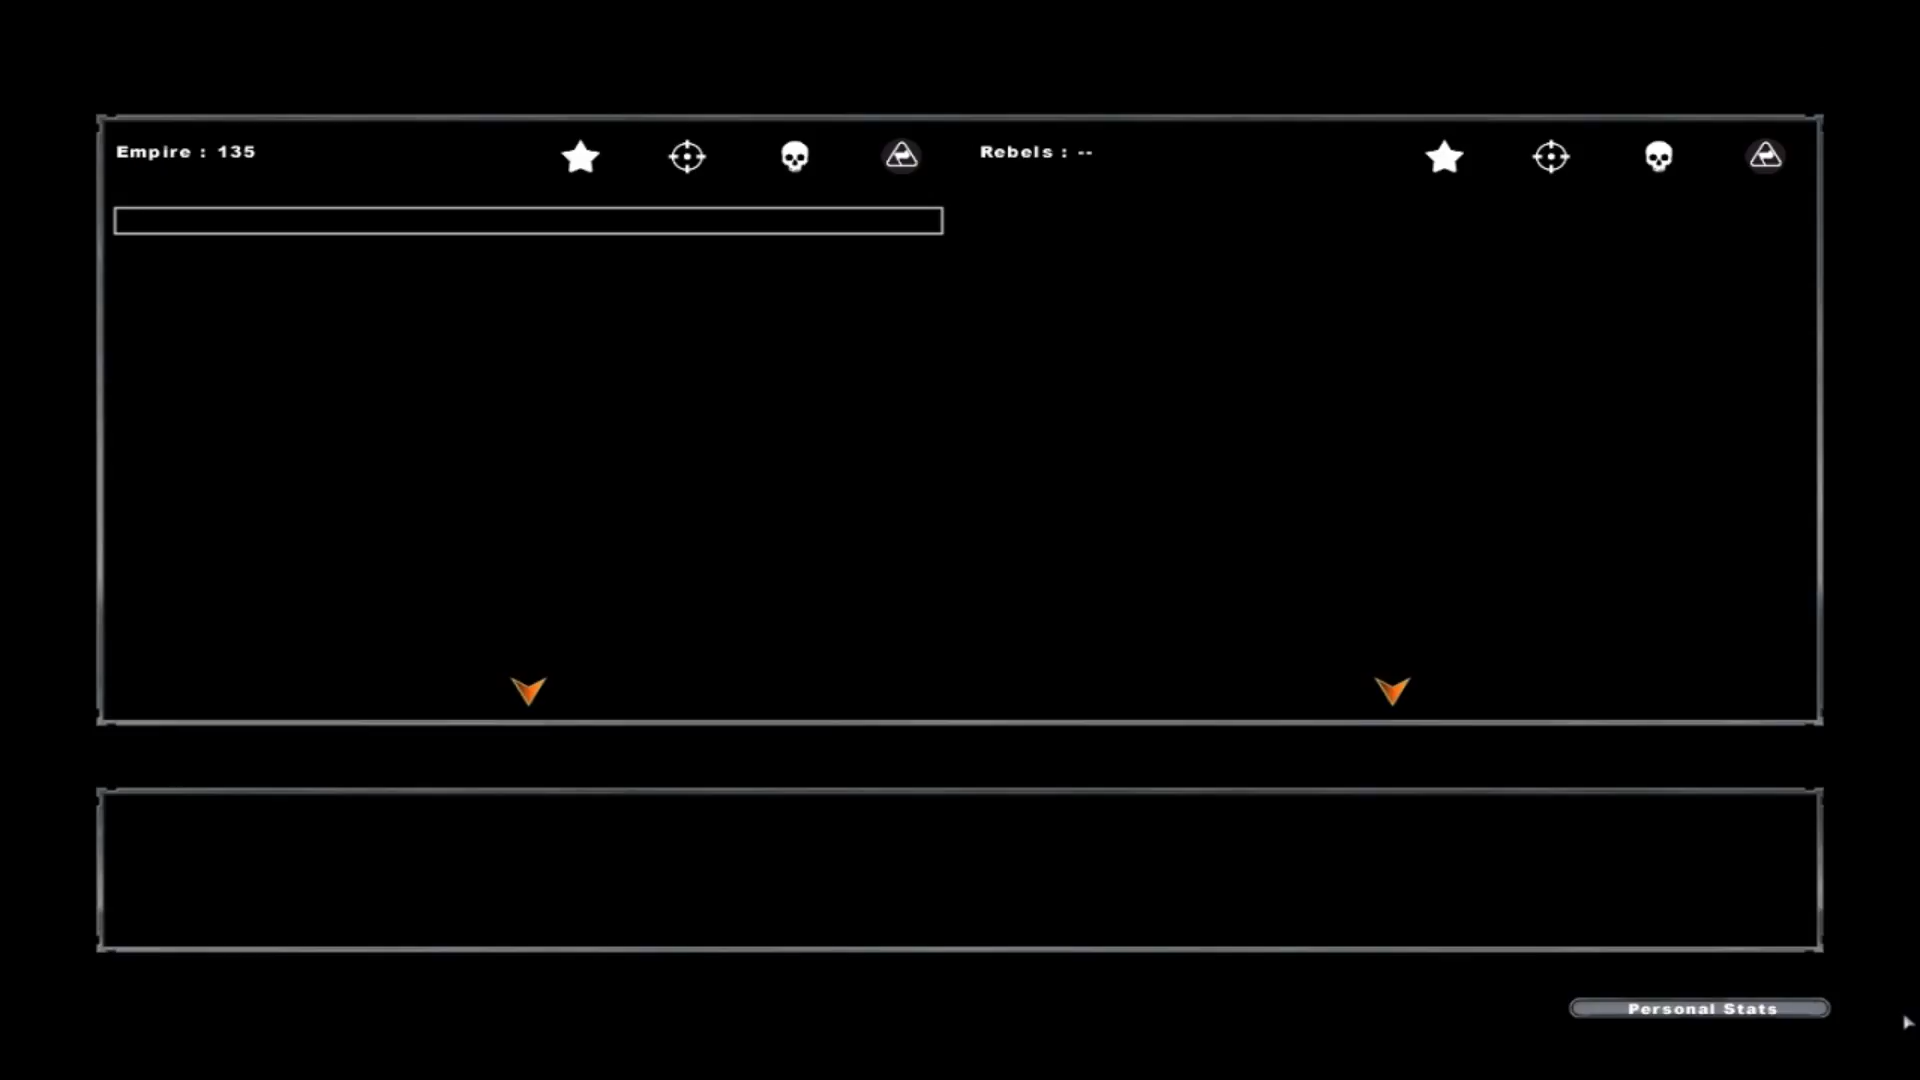 Empire : 135
Rebels : --
Personal Stats